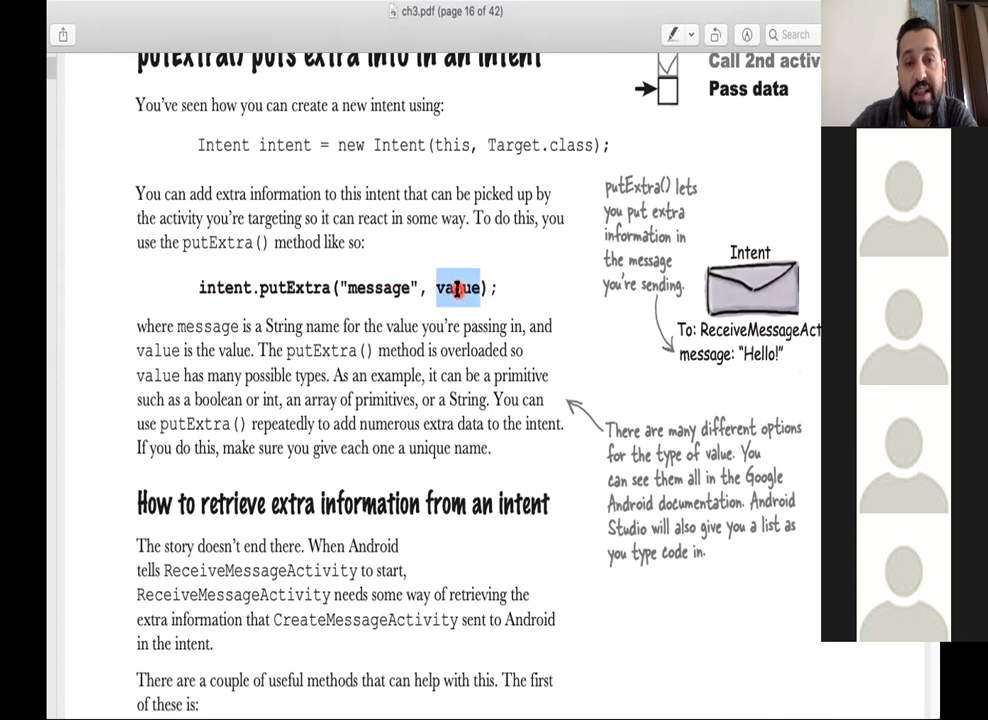 ch3.pdf (page 16 of 42)
Search
putExtra() puts extra info in an intent
Call 2nd activ
Pass data
You've seen how you can create a new intent using:
Intent intent = new Intent(this, Target.class);
You can add extra information to this intent that can be picked up by
the activity you're targeting so it can react in some way. To do this, you
use the putExtra() method like so:
intent.putExtra("message", value);
where message is a String name for the value you're passing in, and
value is the value. The putExtra() method is overloaded so
value has many possible types. As an example, it can be a primitive
such as a boolean or int, an array of primitives, or a String. You can
use putExtra() repeatedly to add numerous extra data to the intent.
If you do this, make sure you give each one a unique name.
putExtra() lets
you put extra
information in
the message
you're sending.
Intent
To: ReceiveMessageAct
message: "Hello!"
There are many different options
for the type of value. You
can see them all in the Google
Android documentation. Android
Studio will also give you a list as
you type code in.
How to retrieve extra information from an intent
The story doesn't end there. When Android
tells ReceiveMessageActivity to start,
ReceiveMessageActivity needs some way of retrieving the
extra information that CreateMessageActivity sent to Android
in the intent.
There are a couple of useful methods that can help with this. The first
of these is: